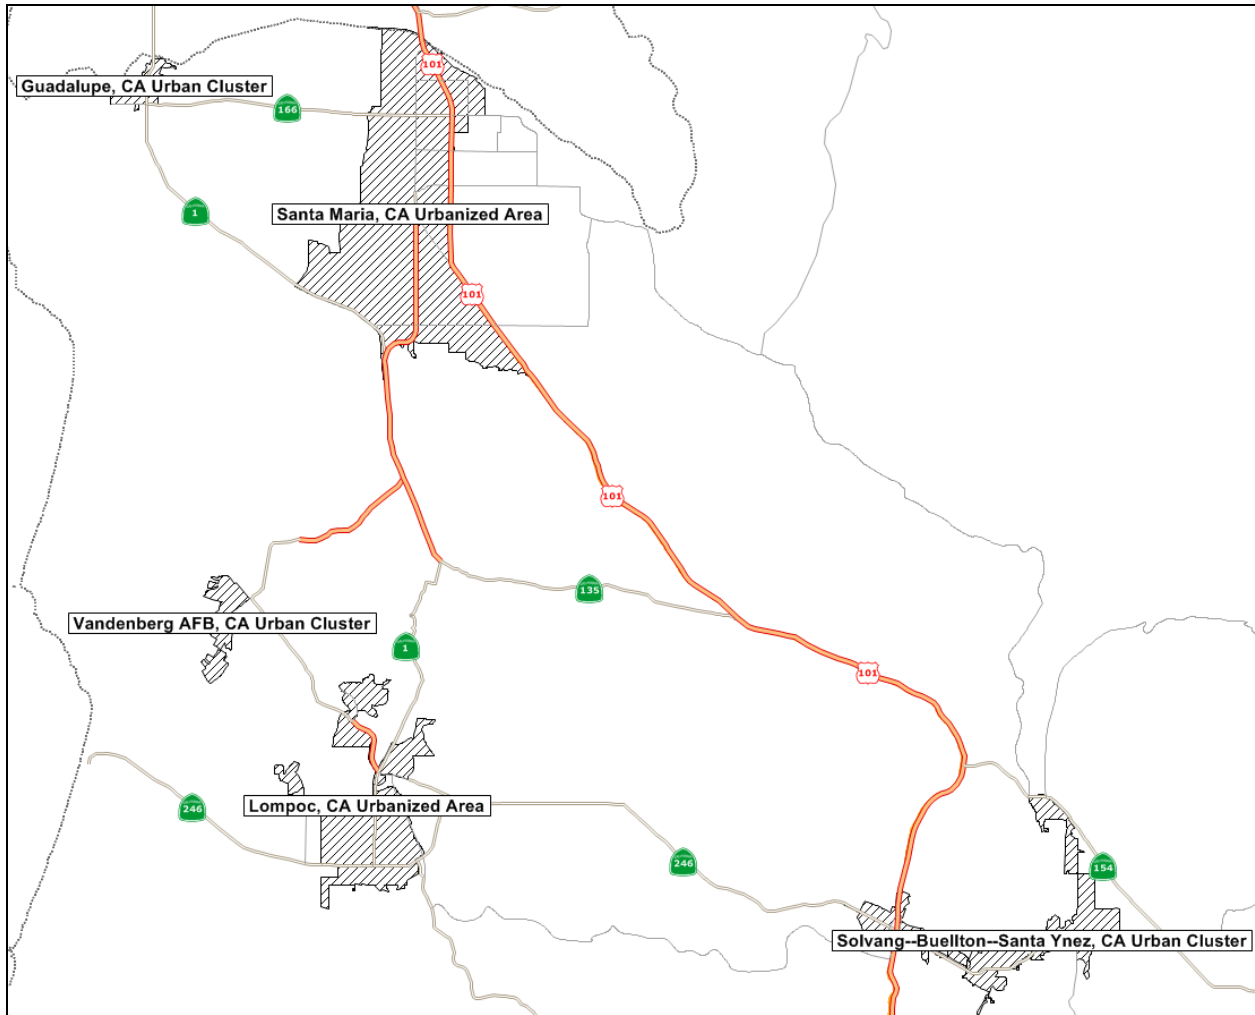 101
Guadalupe, CA Urban Cluster
166
1
Santa Maria, CA Urbanized Area
101
101
135
Vandenberg AFB, CA Urban Cluster
1
101
Lompoc, CA Urbanized Area
246
246
154
Solvang--Buellton--Santa Ynez, CA Urban Cluster